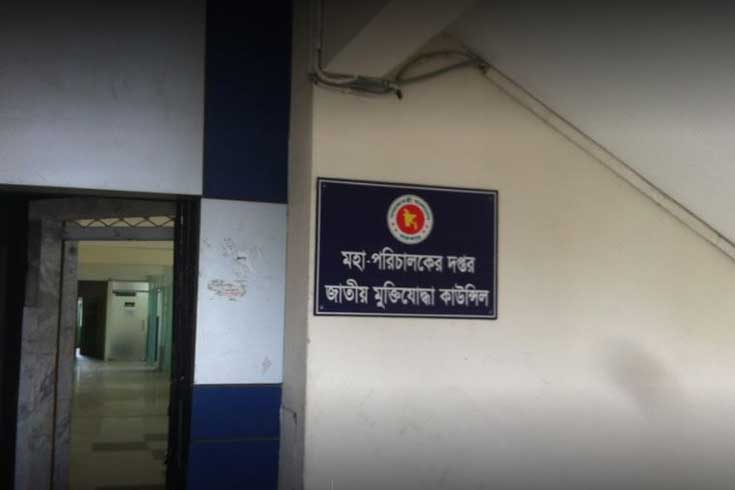 মহা-পরিচালকের দপ্তর
জাতীয় মুক্তিযোদ্ধা কাউন্সিল